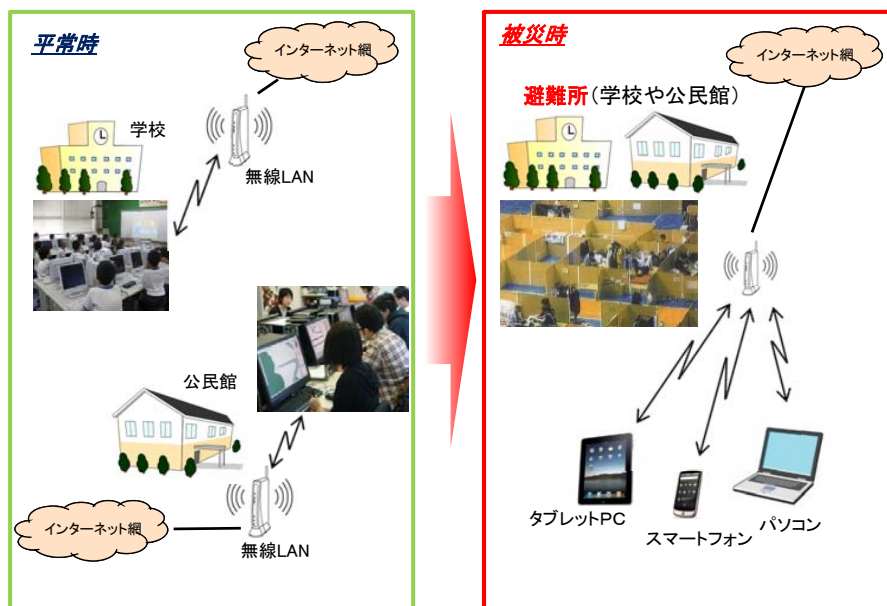 平常時
インターネット網
学校
無線LAN
公民館
インターネット網
無線LAN
被災時
インターネット網
避難所(学校や公民館)
タブレットPC
スマートフォン
パソコン